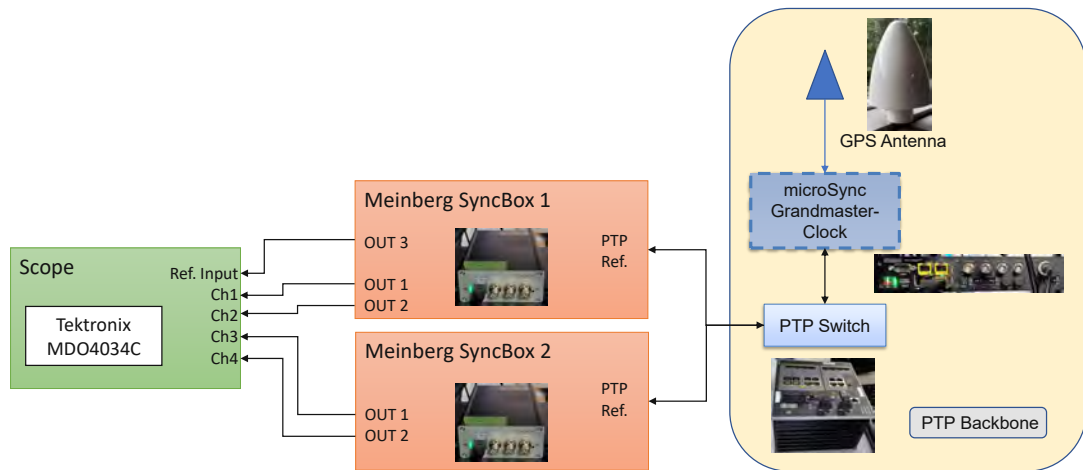 GPS Antenna
microSync
Grandmaster-
Clock
PTP Switch
PTP Backbone
Meinberg SyncBox 1
OUT 3
OUT 1
OUT 2
PTP
Ref.
Meinberg SyncBox 2
OUT 1
OUT 2
PTP
Ref.
Scope
Tektronix
MDO4034C
Ref. Input
Ch1
Ch2
Ch3
Ch4